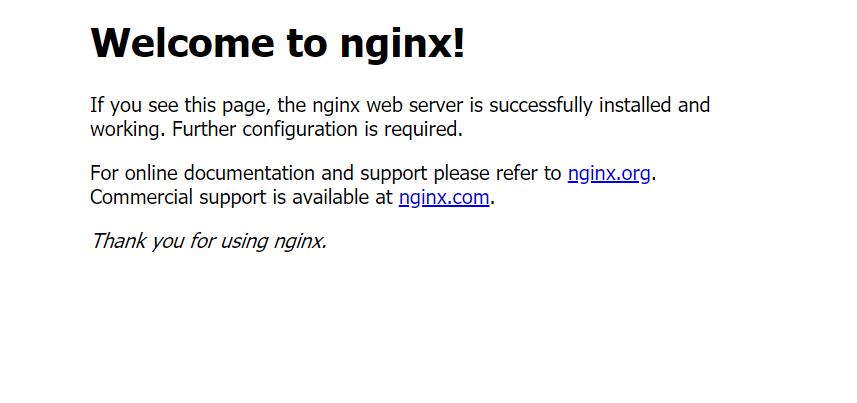 Welcome to nginx!
If you see this page, the nginx web server is successfully installed and
working. Further configuration is required.
For online documentation and support please refer to nginx.org.
Commercial support is available at nginx.com.
Thank you for using nginx.